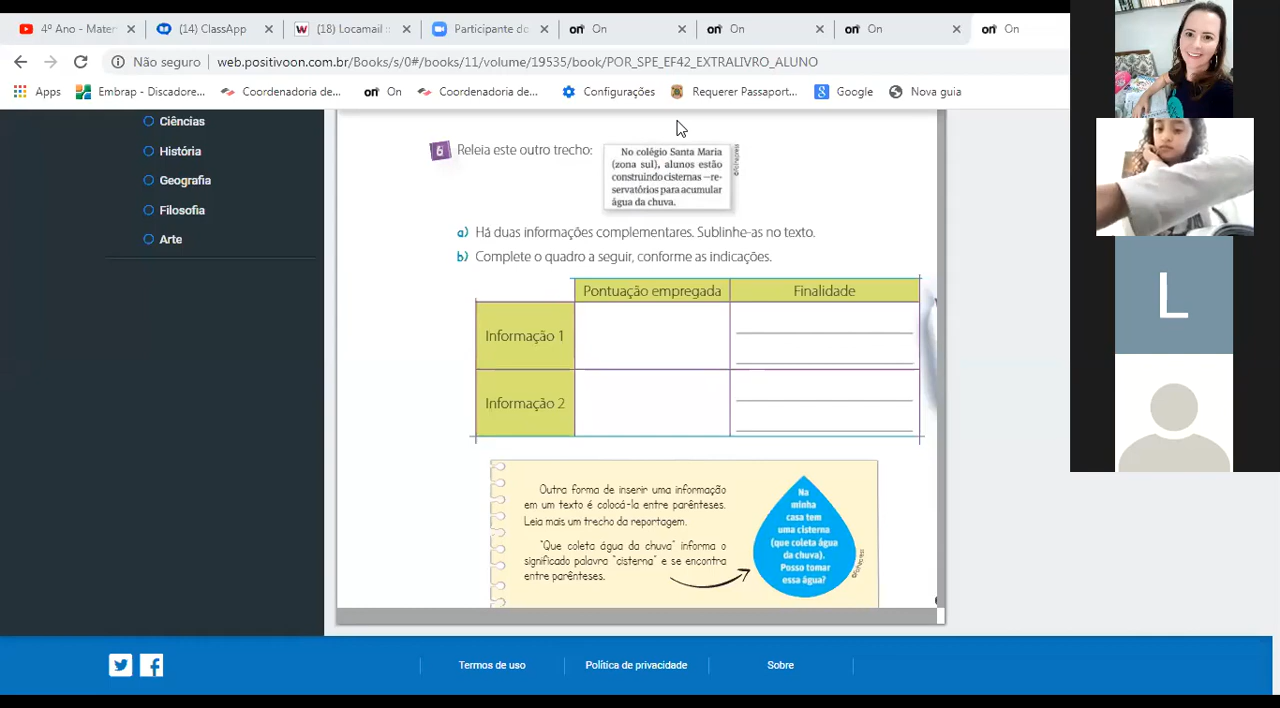 4º Ano - Mater
(14) ClassApp
(18) Locamail :
Participante do
on On
on On
on On
on On
Não seguro
web.positivoon.com.br/Books/s/0#/books/11/volume/19535/book/POR_SPE_EF42_EXTRALIVRO_ALUNO
Apps
Embrap - Discadore...
Coordenadoria de...
on On
Coordenadoria de...
Configurações
Requerer Passaport...
Google
Nova guia
Ciências
História
Geografia
Filosofia
Arte
6 Releia este outro trecho:
No colégio Santa Maria
(zona sul), alunos estão
construindo cisternas —re-
servatórios para acumular
água da chuva.
a) Há duas informações complementares. Sublinhe-as no texto.
b) Complete o quadro a seguir, conforme as indicações.
Pontuação empregada
Finalidade
Informação 1
Informação 2
Outra forma de inserir uma informação
em um texto é colocá-la entre parênteses.
Leia mais um trecho da reportagem.
"Que coleta água da chuva" informa o
significado palavra "cisterna" e se encontra
entre parênteses.
Na
minha
casa tem
uma cisterna
(que coleta água
da chuva).
Posso tomar
essa água?
L
Termos de uso
Política de privacidade
Sobre